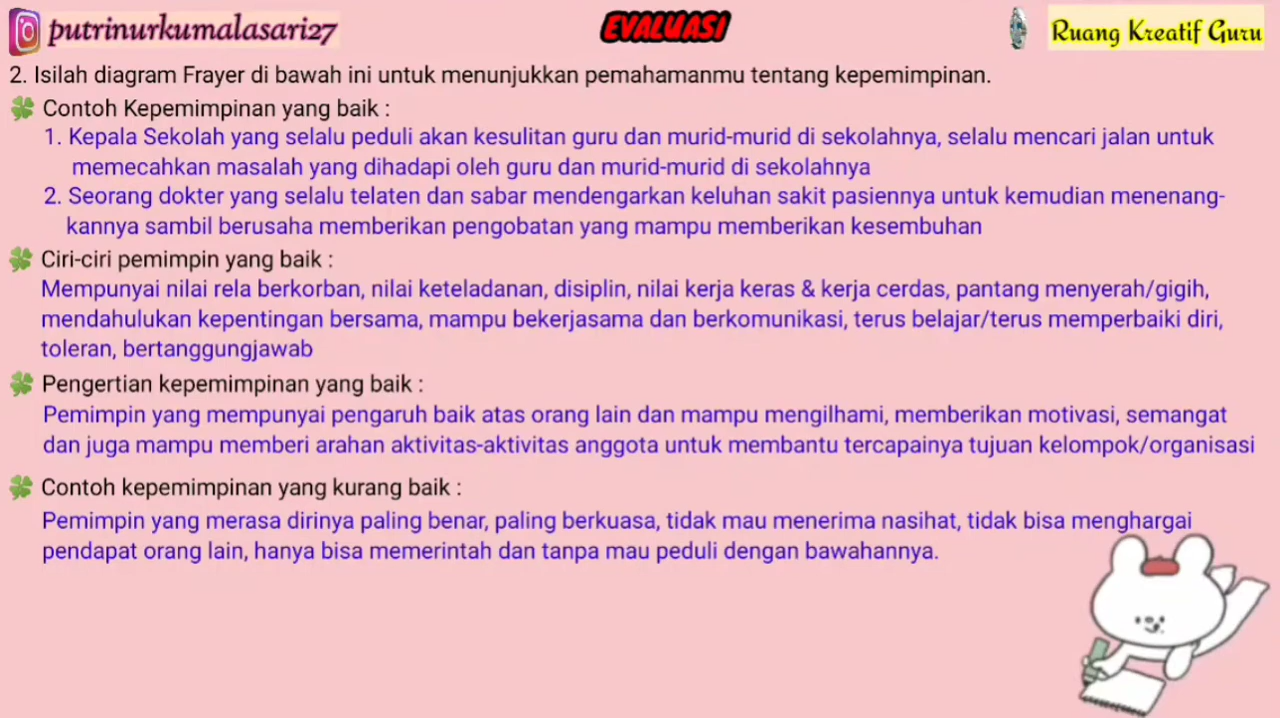 putrinurkumalasari27
EVALUASI
Ruang Kreatif Guru
2. Isilah diagram Frayer di bawah ini untuk menunjukkan pemahamanmu tentang kepemimpinan.
Contoh Kepemimpinan yang baik :
1. Kepala Sekolah yang selalu peduli akan kesulitan guru dan murid-murid di sekolahnya, selalu mencari jalan untuk
memecahkan masalah yang dihadapi oleh guru dan murid-murid di sekolahnya
2. Seorang dokter yang selalu telaten dan sabar mendengarkan keluhan sakit pasiennya untuk kemudian menenang-
kannya sambil berusaha memberikan pengobatan yang mampu memberikan kesembuhan
Ciri-ciri pemimpin yang baik :
Mempunyai nilai rela berkorban, nilai keteladanan, disiplin, nilai kerja keras & kerja cerdas, pantang menyerah/gigih,
mendahulukan kepentingan bersama, mampu bekerjasama dan berkomunikasi, terus belajar/terus memperbaiki diri,
toleran, bertanggungjawab
Pengertian kepemimpinan yang baik :
Pemimpin yang mempunyai pengaruh baik atas orang lain dan mampu mengilhami, memberikan motivasi, semangat
dan juga mampu memberi arahan aktivitas-aktivitas anggota untuk membantu tercapainya tujuan kelompok/organisasi
Contoh kepemimpinan yang kurang baik :
Pemimpin yang merasa dirinya paling benar, paling berkuasa, tidak mau menerima nasihat, tidak bisa menghargai
pendapat orang lain, hanya bisa memerintah dan tanpa mau peduli dengan bawahannya.